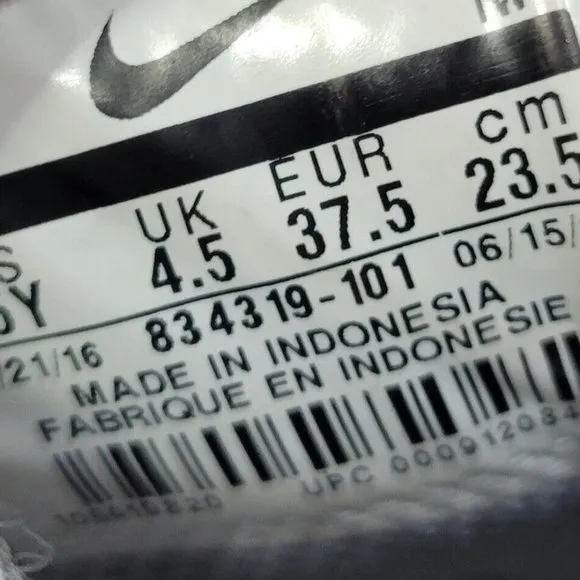 UK EUR cm
4.5 37.5 23.5
/21/16 834319-101 06/15/
MADE IN INDONESIA
FABRIQUE EN INDONESIE
UPC 000912084